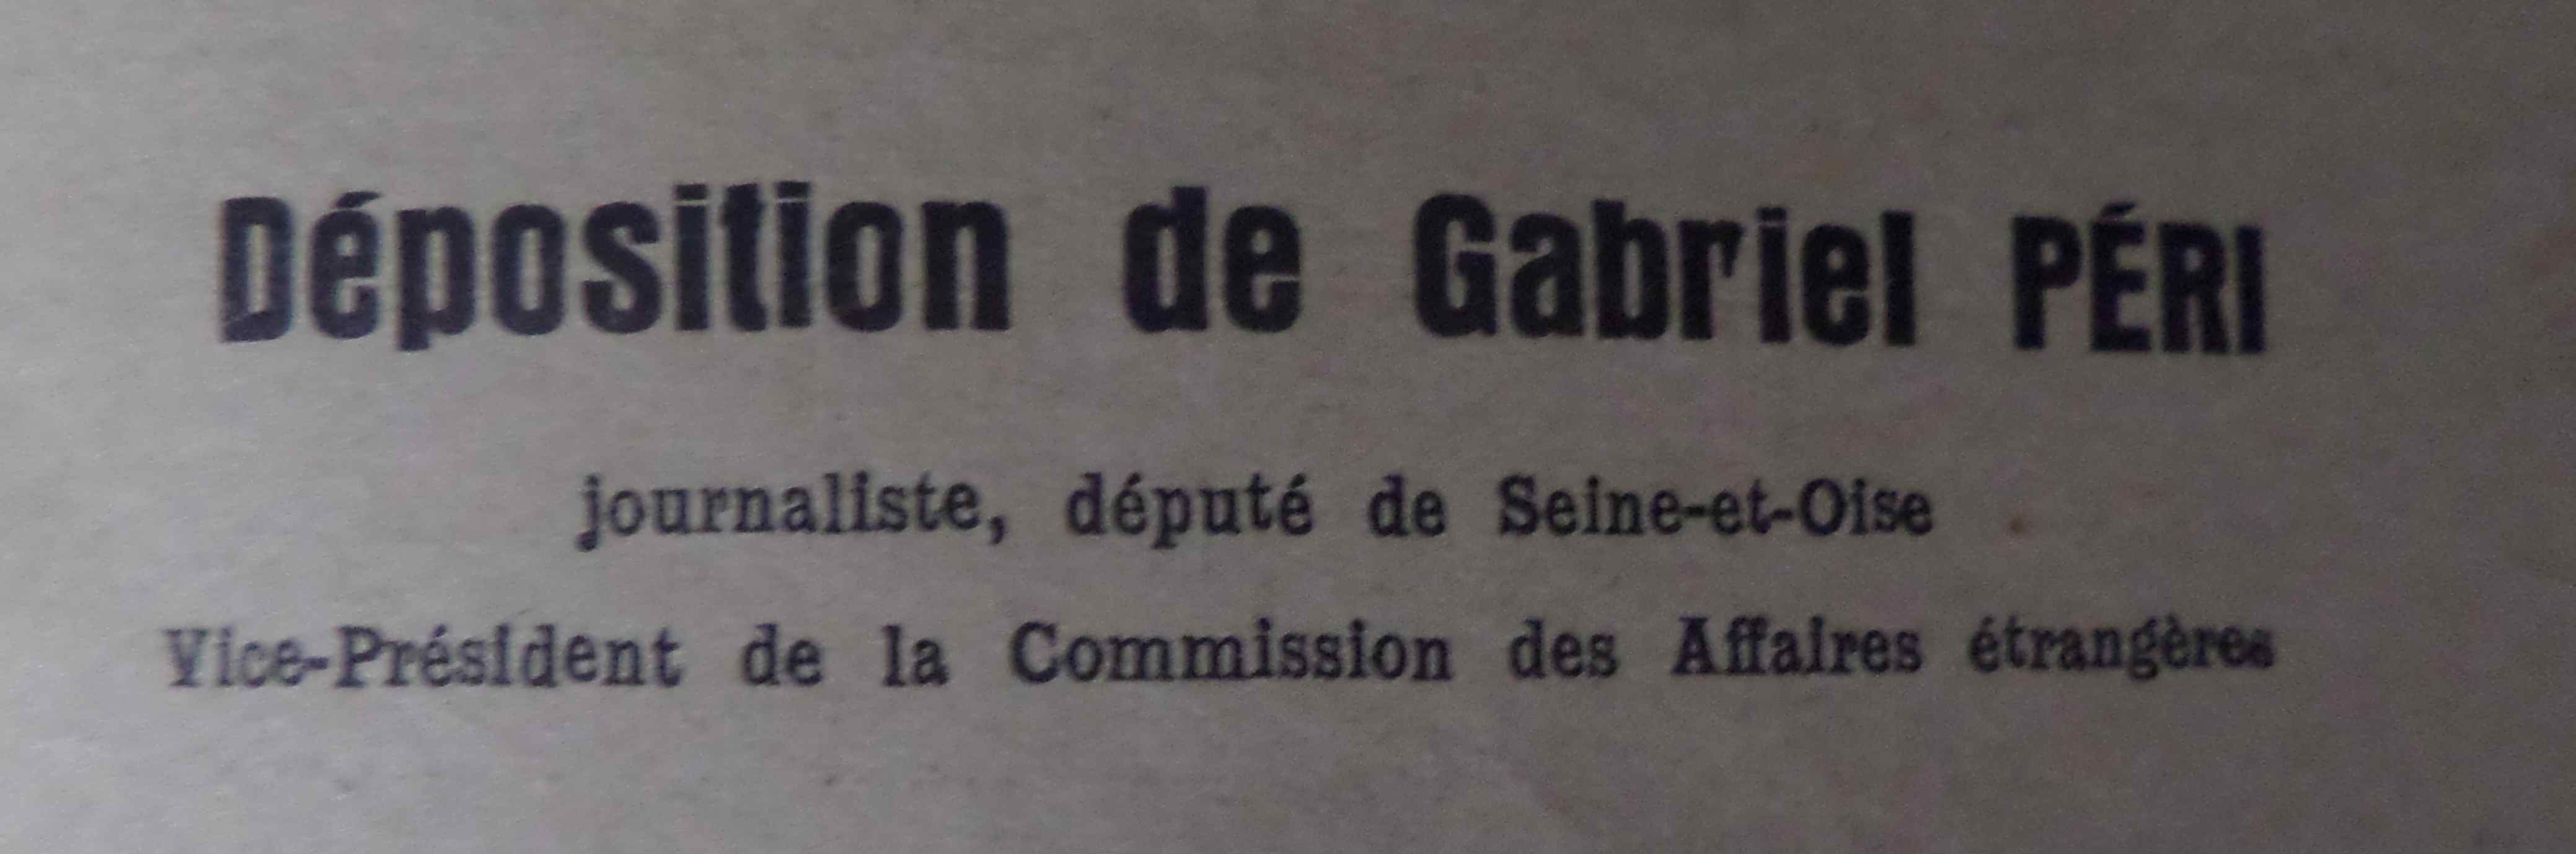 Déposition de Gabriel PÉRI
journaliste, député de Seine-et-Oise
Vice-Président de la Commission des Affaires étrangères